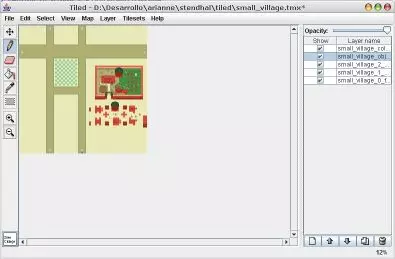 Tiled - D:\Desarrollo\arianne\stendhal\tiled\small_village.tmx*
File Edit Select View Map Layer Tilesets Help
Opacity:
Show Layer name
small_village_col...
small_village_obj...
small_village_2_...
small_village_1_...
small_village_0_f...
12%